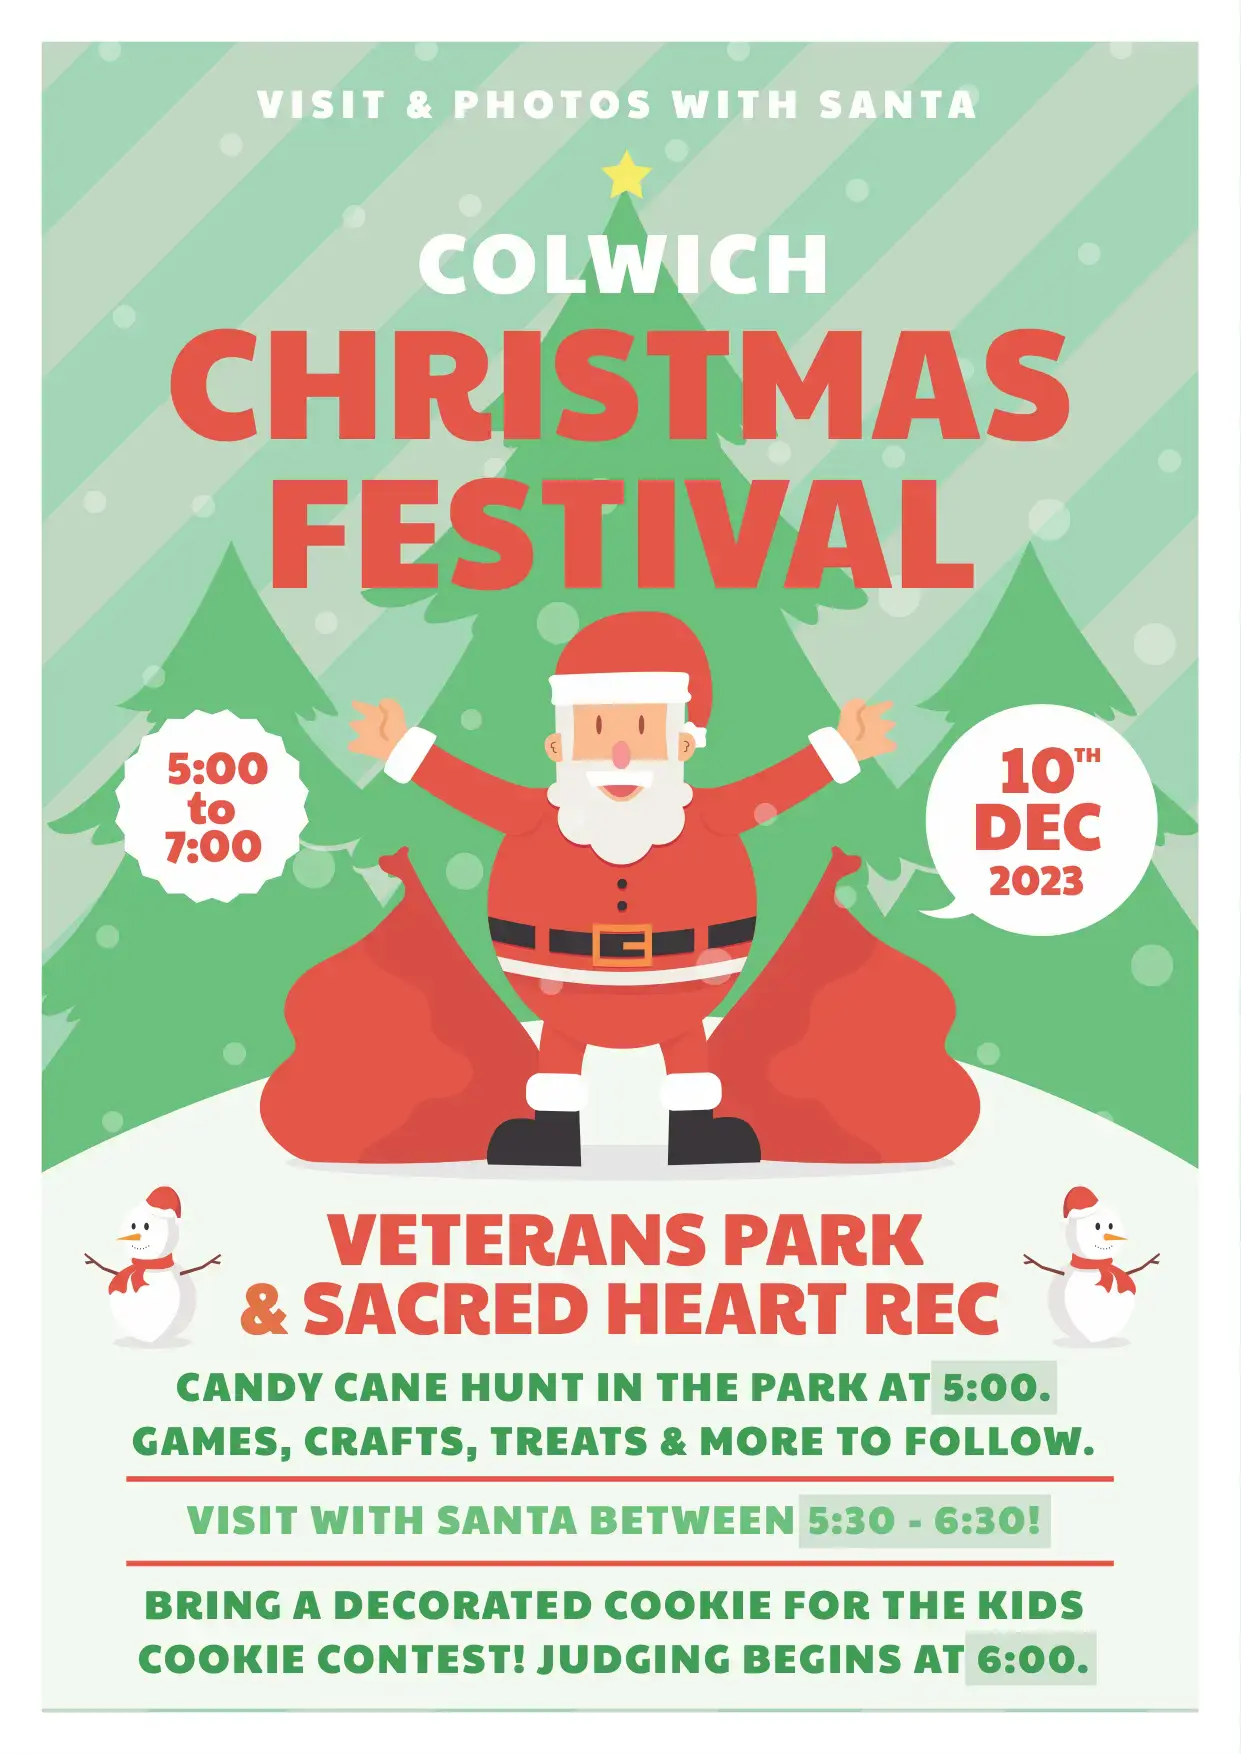 VISIT & PHOTOS WITH SANTA
COLWICH
CHRISTMAS
FESTIVAL
5:00
to
7:00
10TH
DEC
2023
VETERANS PARK
& SACRED HEART REC
CANDY CANE HUNT IN THE PARK AT 5:00.
GAMES, CRAFTS, TREATS & MORE TO FOLLOW.
VISIT WITH SANTA BETWEEN 5:30 - 6:30!
BRING A DECORATED COOKIE FOR THE KIDS
COOKIE CONTEST! JUDGING BEGINS AT 6:00.